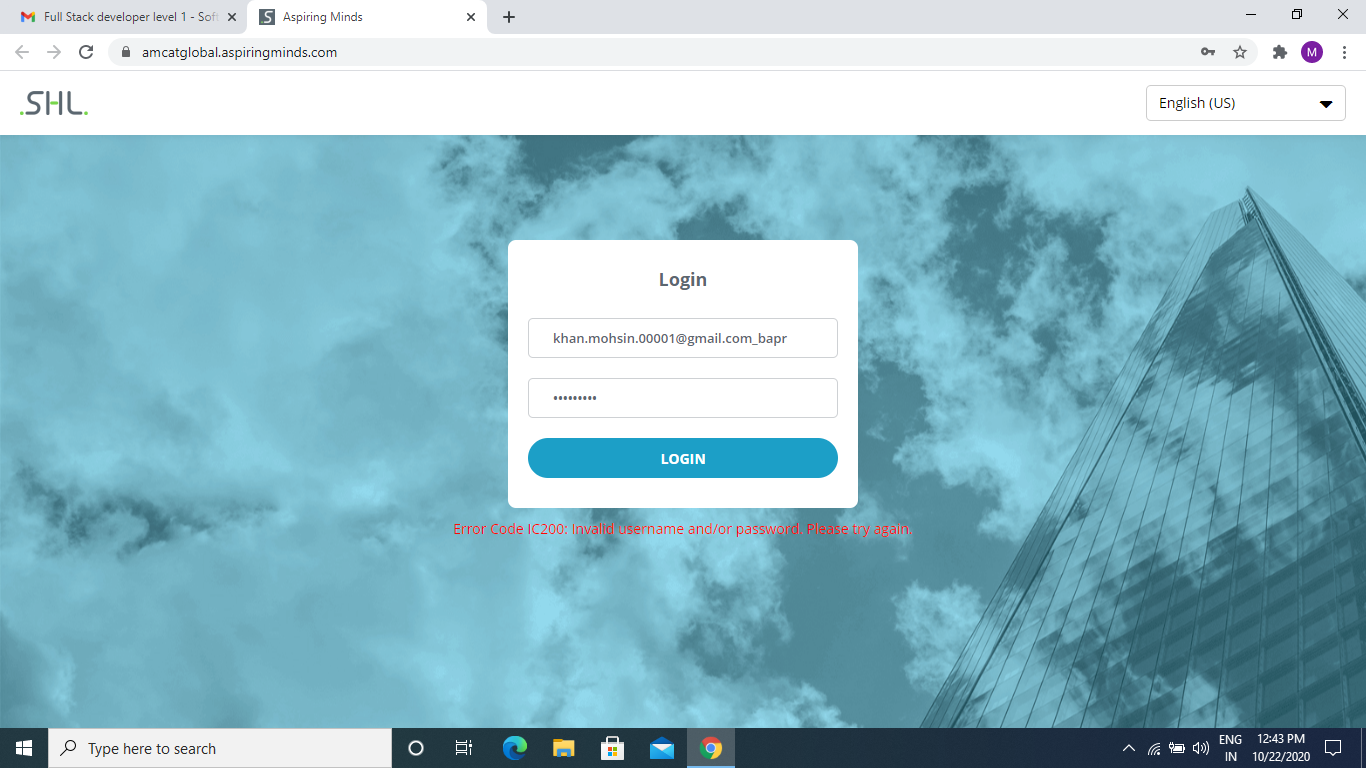 Full Stack developer level 1 - Soft
Aspiring Minds
amcatglobal.aspiringminds.com
M
.SHL.
English (US)
Login
khan.mohsin.00001@gmail.com_bapr
•••••••••
LOGIN
Error Code IC200: Invalid username and/or password. Please try again.
Type here to search
ENG
IN
12:43 PM
10/22/2020